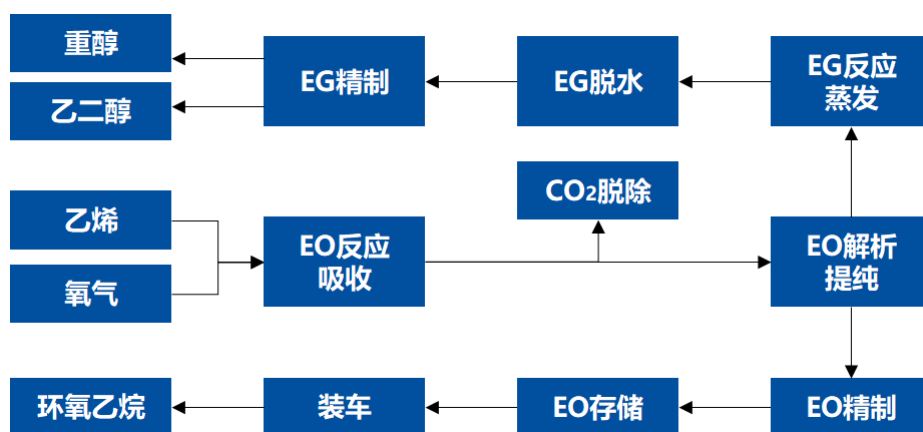 重醇
EG精制
EG脱水
EG反应
蒸发
乙二醇
乙烯
CO₂脱除
EO反应
吸收
EO解析
提纯
氧气
环氧乙烷
装车
EO存储
EO精制